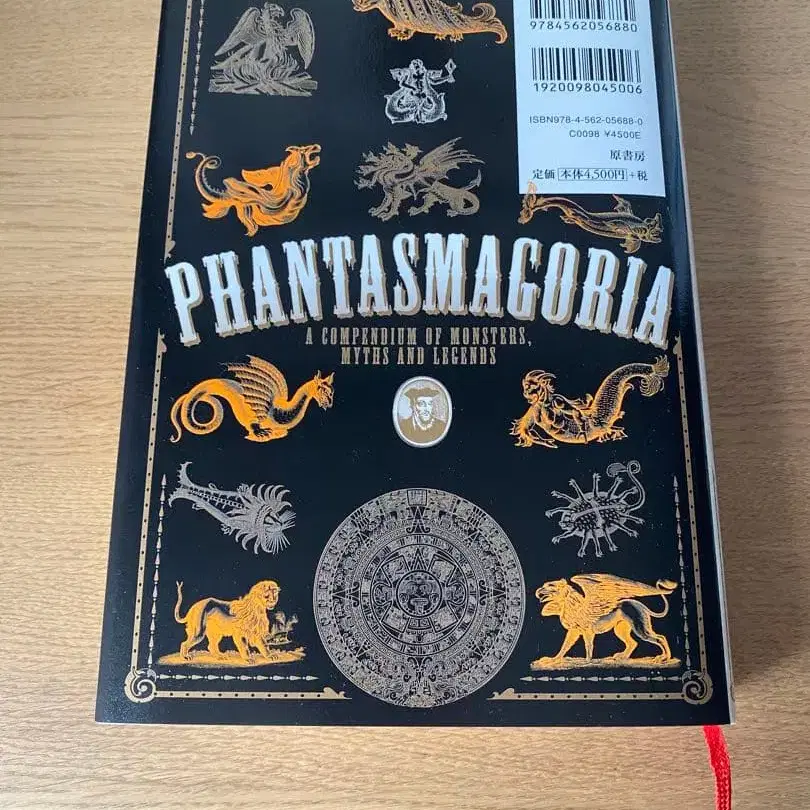 9784562056880
1920098045006
ISBN978-4-562-05688-0
C0098 ¥4500E
原書房
定価 本体4,500円 +税
PHANTASMAGORIA
A COMPENDIUM OF MONSTERS,
MYTHS AND LEGENDS